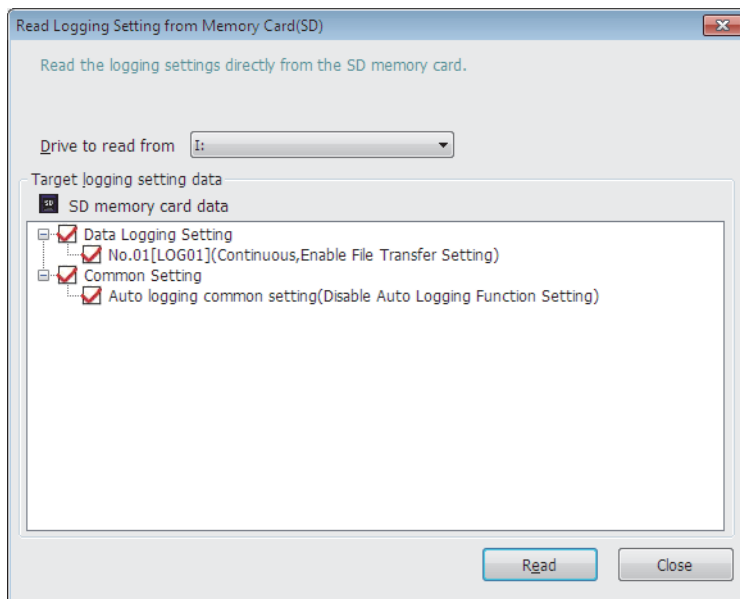 Read Logging Setting from Memory Card(SD)
Read the logging settings directly from the SD memory card.
Drive to read from I:
Target logging setting data
SD SD memory card data
Data Logging Setting
No.01[LOG01](Continuous,Enable File Transfer Setting)
Common Setting
Auto logging common setting(Disable Auto Logging Function Setting)
Read Close